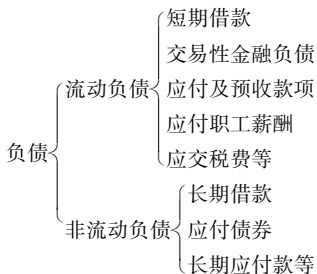 短期借款
交易性金融负债
流动负债
应付及预收款项
应付职工薪酬
应交税费等
负债
长期借款
非流动负债
应付债券
长期应付款等